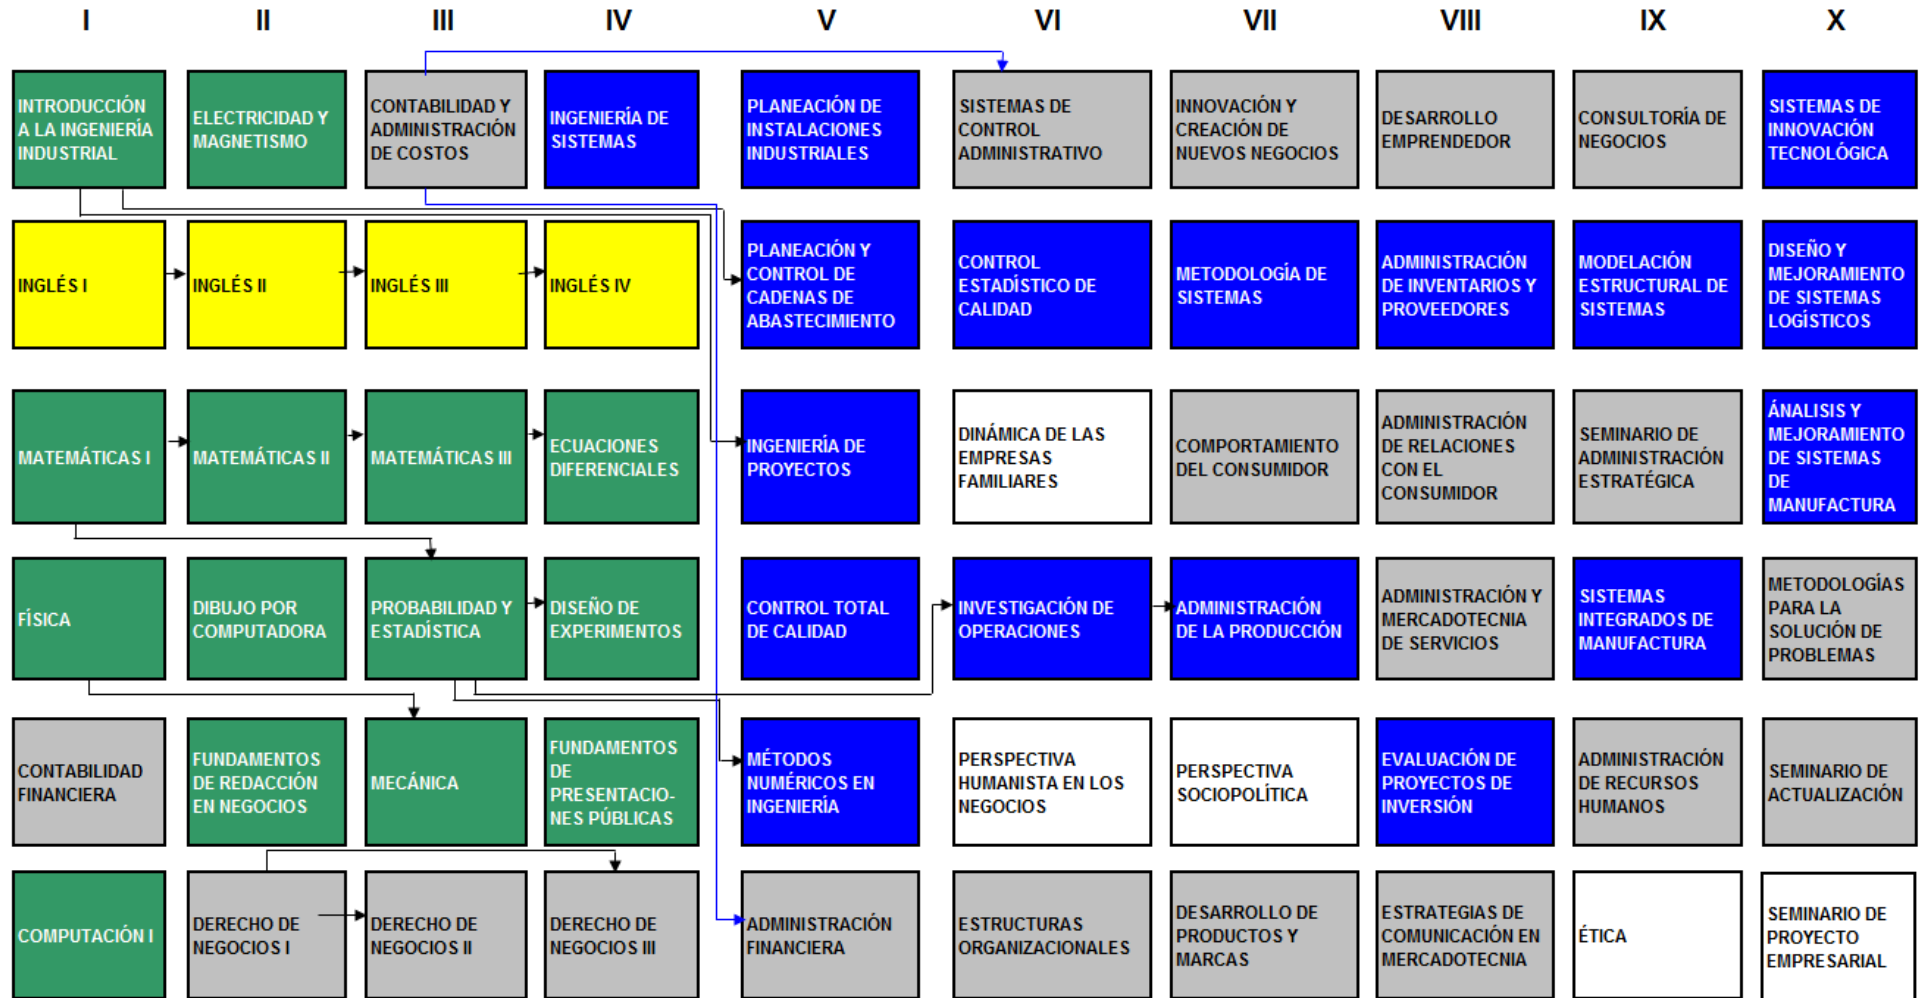 I II III IV V VI VII VIII IX X
INTRODUCCIÓN
A LA INGENIERÍA
INDUSTRIAL
ELECTRICIDAD Y
MAGNETISMO
CONTABILIDAD Y
ADMINISTRACIÓN
DE COSTOS
INGENIERÍA DE
SISTEMAS
PLANEACIÓN DE
INSTALACIONES
INDUSTRIALES
SISTEMAS DE
CONTROL
ADMINISTRATIVO
INNOVACIÓN Y
CREACIÓN DE
NUEVOS NEGOCIOS
DESARROLLO
EMPRENDEDOR
CONSULTORÍA DE
NEGOCIOS
SISTEMAS DE
INNOVACIÓN
TECNOLÓGICA
INGLÉS I
INGLÉS II
INGLÉS III
INGLÉS IV
PLANEACIÓN Y
CONTROL DE
CADENAS DE
ABASTECIMIENTO
CONTROL
ESTADÍSTICO DE
CALIDAD
METODOLOGÍA DE
SISTEMAS
ADMINISTRACIÓN
DE INVENTARIOS Y
PROVEEDORES
MODELACIÓN
ESTRUCTURAL DE
SISTEMAS
DISEÑO Y
MEJORAMIENTO
DE SISTEMAS
LOGÍSTICOS
MATEMÁTICAS I
MATEMÁTICAS II
MATEMÁTICAS III
ECUACIONES
DIFERENCIALES
INGENIERÍA DE
PROYECTOS
DINÁMICA DE LAS
EMPRESAS
FAMILIARES
COMPORTAMIENTO
DEL CONSUMIDOR
ADMINISTRACIÓN
DE RELACIONES
CON EL
CONSUMIDOR
SEMINARIO DE
ADMINISTRACIÓN
ESTRATÉGICA
ÁNALISIS Y
MEJORAMIENTO
DE SISTEMAS
DE
MANUFACTURA
FÍSICA
DIBUJO POR
COMPUTADORA
PROBABILIDAD Y
ESTADÍSTICA
DISEÑO DE
EXPERIMENTOS
CONTROL TOTAL
DE CALIDAD
INVESTIGACIÓN DE
OPERACIONES
ADMINISTRACIÓN
DE LA PRODUCCIÓN
ADMINISTRACIÓN Y
MERCADOTECNIA
DE SERVICIOS
SISTEMAS
INTEGRADOS DE
MANUFACTURA
METODOLOGÍAS
PARA LA
SOLUCIÓN DE
PROBLEMAS
CONTABILIDAD
FINANCIERA
FUNDAMENTOS
DE REDACCIÓN
EN NEGOCIOS
MECÁNICA
FUNDAMENTOS
DE
PRESENTACIO-
NES PÚBLICAS
MÉTODOS
NUMÉRICOS EN
INGENIERÍA
PERSPECTIVA
HUMANISTA EN LOS
NEGOCIOS
PERSPECTIVA
SOCIOPOLÍTICA
EVALUACIÓN DE
PROYECTOS DE
INVERSIÓN
ADMINISTRACIÓN
DE RECURSOS
HUMANOS
SEMINARIO DE
ACTUALIZACIÓN
COMPUTACIÓN I
DERECHO DE
NEGOCIOS I
DERECHO DE
NEGOCIOS II
DERECHO DE
NEGOCIOS III
ADMINISTRACIÓN
FINANCIERA
ESTRUCTURAS
ORGANIZACIONALES
DESARROLLO DE
PRODUCTOS Y
MARCAS
ESTRATEGIAS DE
COMUNICACIÓN EN
MERCADOTECNIA
ÉTICA
SEMINARIO DE
PROYECTO
EMPRESARIAL